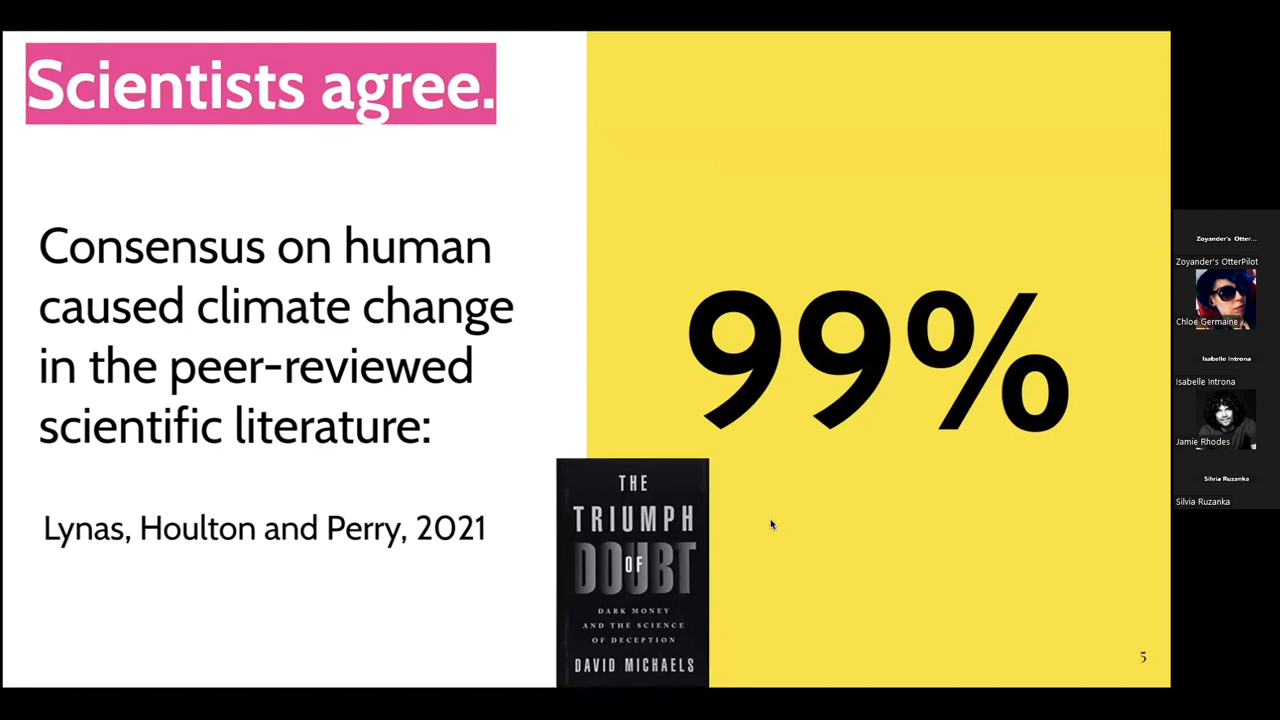 Scientists agree.
Consensus on human
caused climate change
in the peer-reviewed
scientific literature:
Lynas, Houlton and Perry, 2021
99%
THE
TRIUMPH
OF
DOUBT
DARK MONEY
AND THE SCIENCE
OF DECEPTION
DAVID MICHAELS
5
Zoyander's Otter...
Zoyander's OtterPilot
Chloé Germaine
Isabelle Introna
Isabelle Introna
Jamie Rhodes
Silvia Ruzanka
Silvia Ruzanka